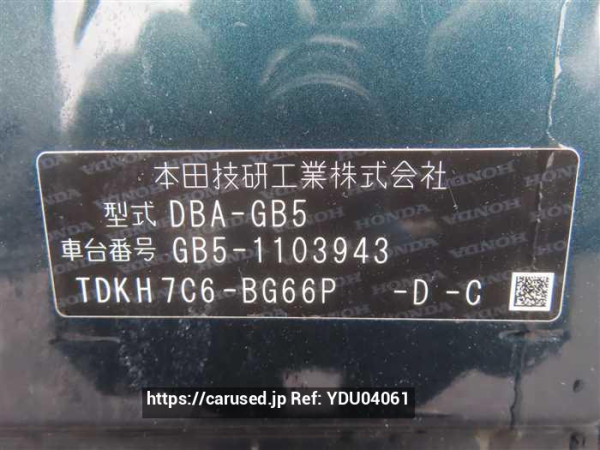 本田技研工業株式会社
型式 DBA-GB5
車台番号 GB5-1103943
TDKH7C6-BG66P -D -C
https://carused.jp Ref: YDU04061